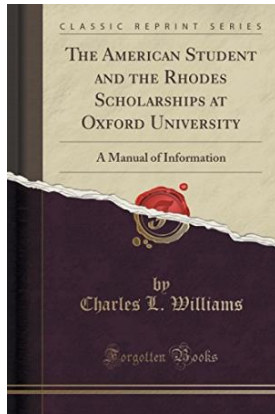 CLASSIC REPRINT SERIES
THE AMERICAN STUDENT
AND THE RHODES
SCHOLARSHIPS AT
OXFORD UNIVERSITY
A Manual of Information
by
Charles L. Williams
Forgotten Books